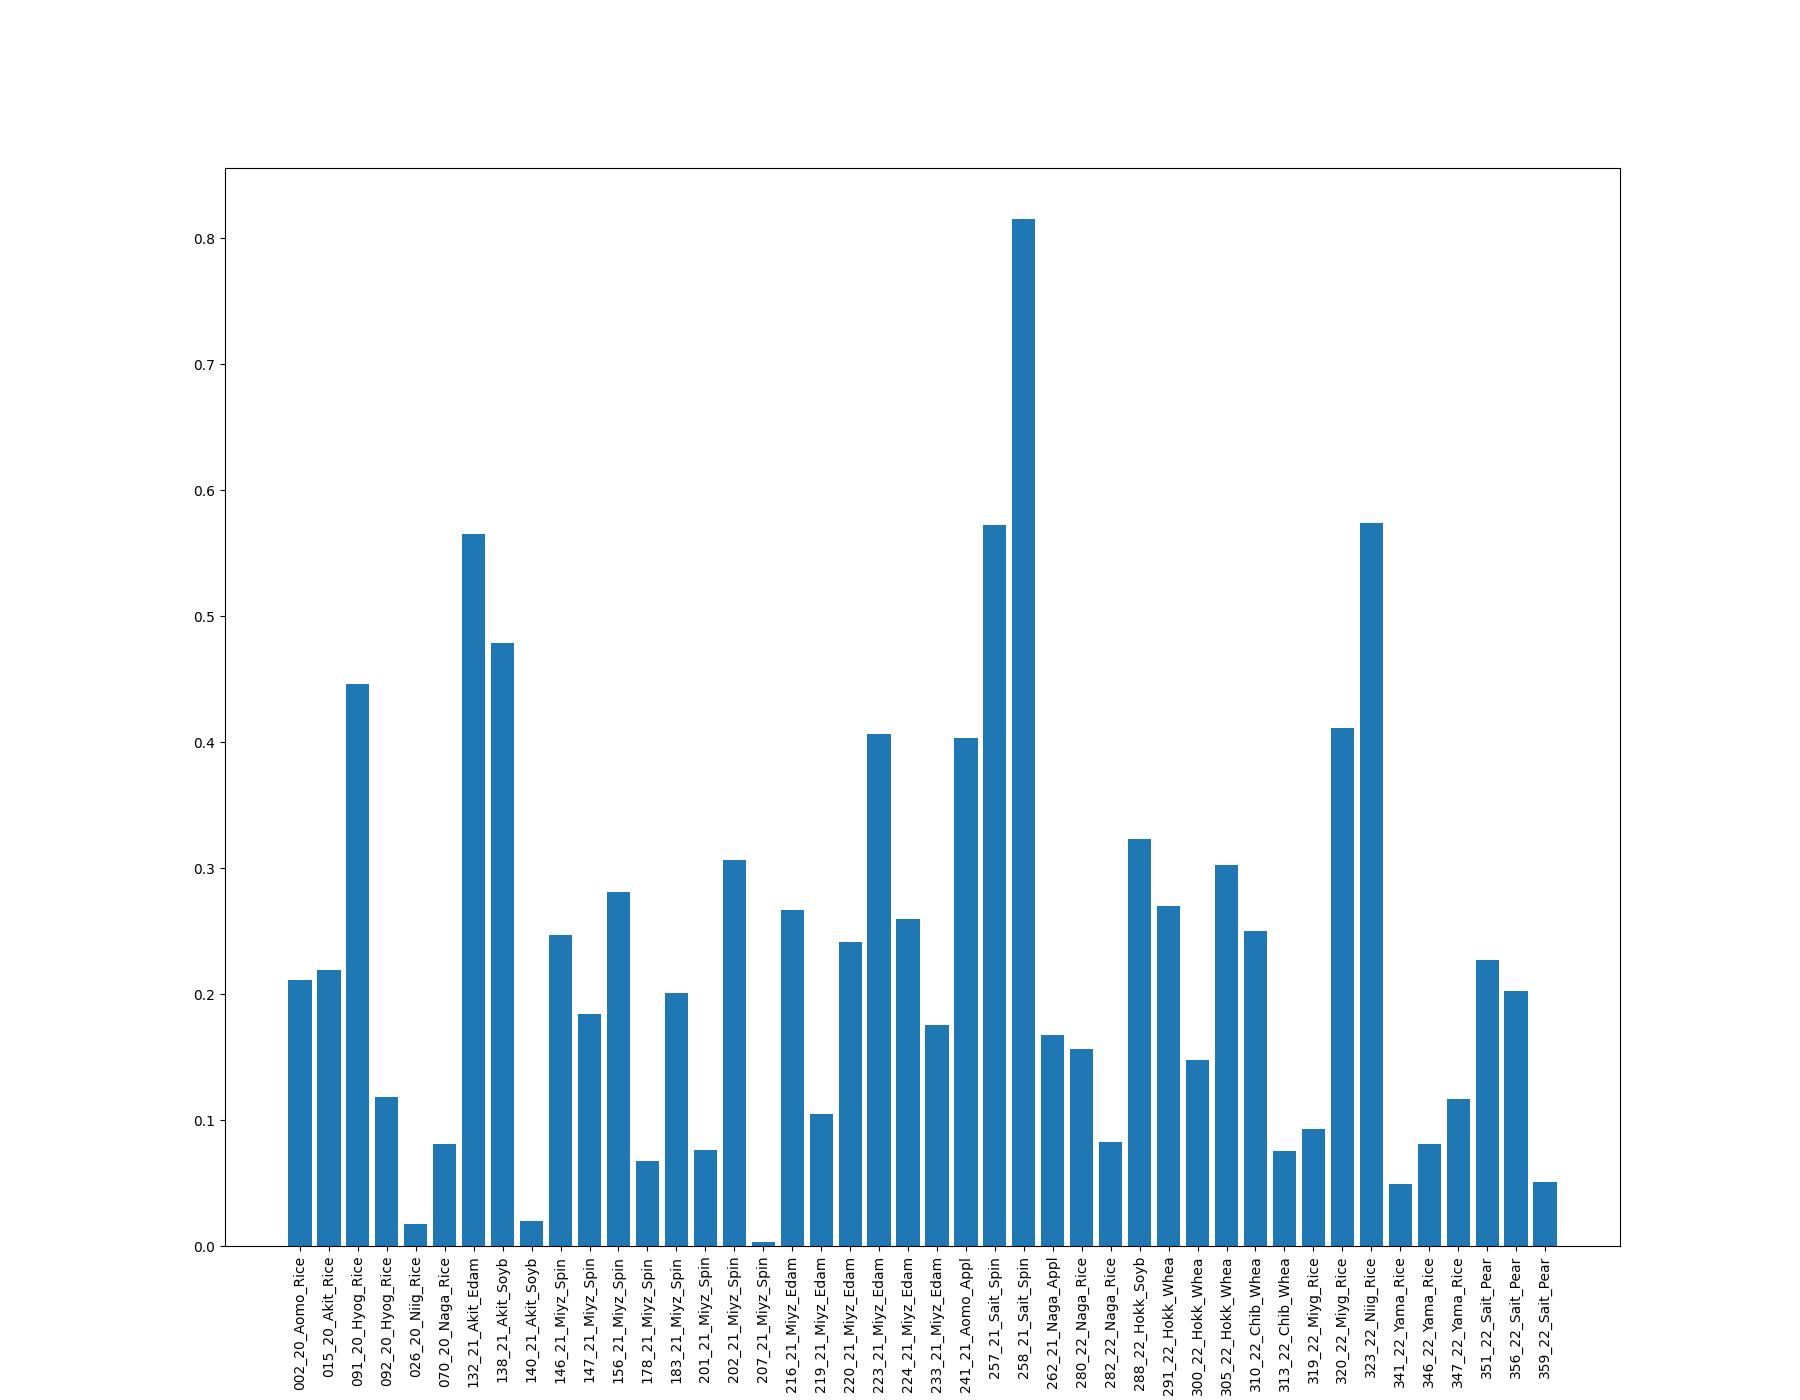 0.8
0.7
0.6
0.5
0.4
0.3
0.2
0.1
0.0
002_20_Aomo_Rice
015_20_Akit_Rice
091_20_Hyog_Rice
092_20_Hyog_Rice
026_20_Niig_Rice
070_20_Naga_Rice
132_21_Akit_Edam
138_21_Akit_Soyb
140_21_Akit_Soyb
146_21_Miyz_Spin
147_21_Miyz_Spin
156_21_Miyz_Spin
178_21_Miyz_Spin
183_21_Miyz_Spin
201_21_Miyz_Spin
202_21_Miyz_Spin
207_21_Miyz_Spin
216_21_Miyz_Edam
219_21_Miyz_Edam
220_21_Miyz_Edam
223_21_Miyz_Edam
224_21_Miyz_Edam
233_21_Miyz_Edam
241_21_Aomo_Appl
257_21_Sait_Spin
258_21_Sait_Spin
262_21_Naga_Appl
280_22_Naga_Rice
282_22_Naga_Rice
288_22_Hokk_Soyb
291_22_Hokk_Whea
300_22_Hokk_Whea
305_22_Hokk_Whea
310_22_Chib_Whea
313_22_Chib_Whea
319_22_Miyg_Rice
320_22_Miyg_Rice
323_22_Niig_Rice
341_22_Yama_Rice
346_22_Yama_Rice
347_22_Yama_Rice
351_22_Sait_Pear
356_22_Sait_Pear
359_22_Sait_Pear